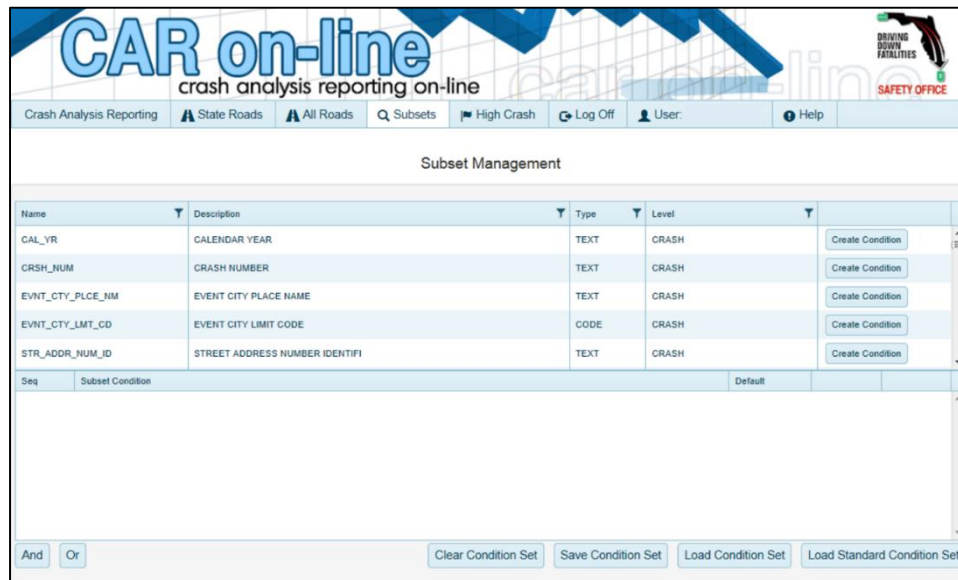 CAR on-line
crash analysis reporting on-line
car on-line
DRIVING
DOWN
FATALITIES
SAFETY OFFICE
Crash Analysis Reporting State Roads All Roads Subsets High Crash Log Off User: Help
Subset Management
Name Description Type Level
CAL_YR CALENDAR YEAR TEXT CRASH Create Condition
CRSH_NUM CRASH NUMBER TEXT CRASH Create Condition
EVNT_CTY_PLCE_NM EVENT CITY PLACE NAME TEXT CRASH Create Condition
EVNT_CTY_LMT_CD EVENT CITY LIMIT CODE CODE CRASH Create Condition
STR_ADDR_NUM_ID STREET ADDRESS NUMBER IDENTIFI TEXT CRASH Create Condition
Seq Subset Condition Default
And Or Clear Condition Set Save Condition Set Load Condition Set Load Standard Condition Set